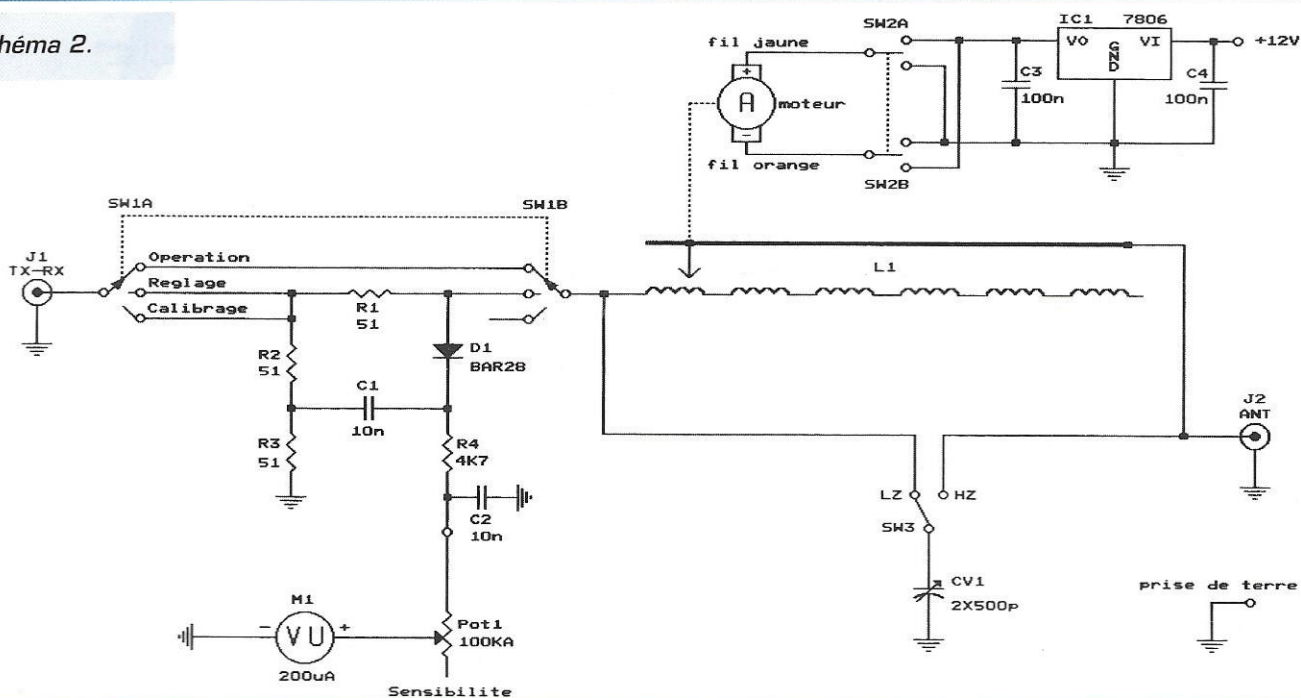 héma 2.
SW2A
IC1 7806
fil jaune
VO
GND
VI
+12V
+
A
moteur
-
C3
100n
C4
100n
fil orange
SW2B
SW1A
SW1B
J1
TX-RX
Operation
Reglage
Calibrage
R1
51
L1
R2
51
D1
BAR28
C1
10n
R3
51
R4
4K7
J2
ANT
C2
10n
LZ
HZ
SW3
CV1
2X500p
prise de terre
M1
-
VU
+
200uA
Pot1
100KA
Sensibilite